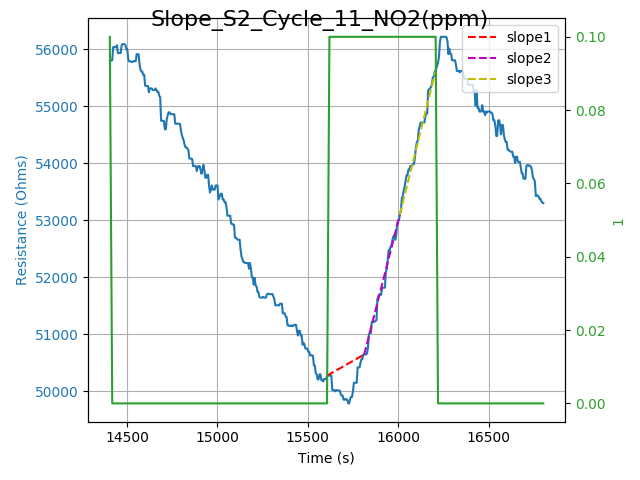 Slope_S2_Cycle_11_NO2(ppm)
slope1
slope2
slope3
Resistance (Ohms)
56000
55000
54000
53000
52000
51000
50000
0.10
0.08
0.06
0.04
0.02
0.00
1
14500 15000 15500 16000 16500
Time (s)